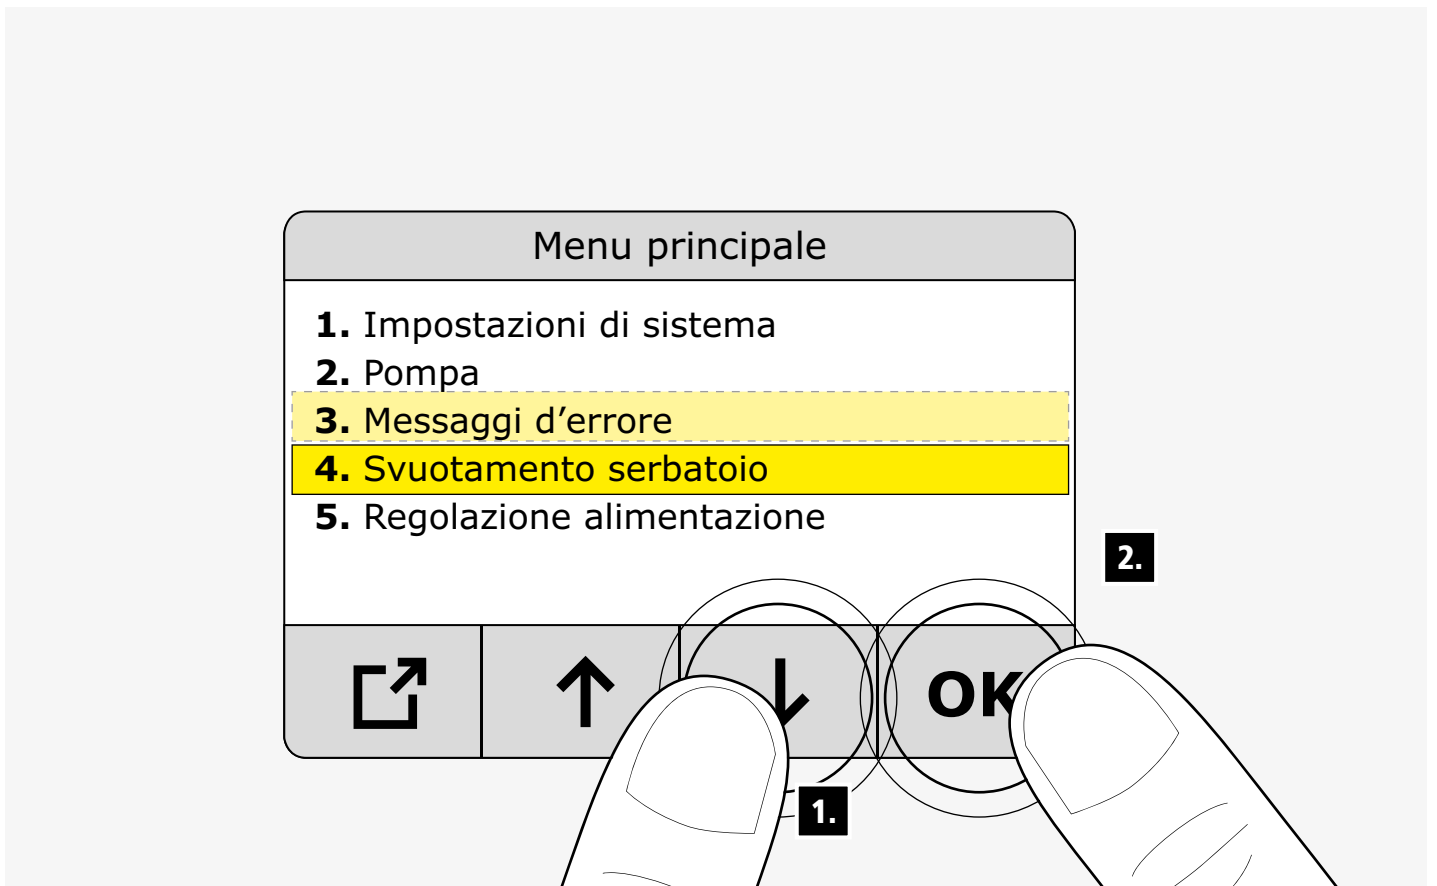 Menu principale
1. Impostazioni di sistema
2. Pompa
3. Messaggi d’errore
4. Svuotamento serbatoio
5. Regolazione alimentazione
2.
OK
1.